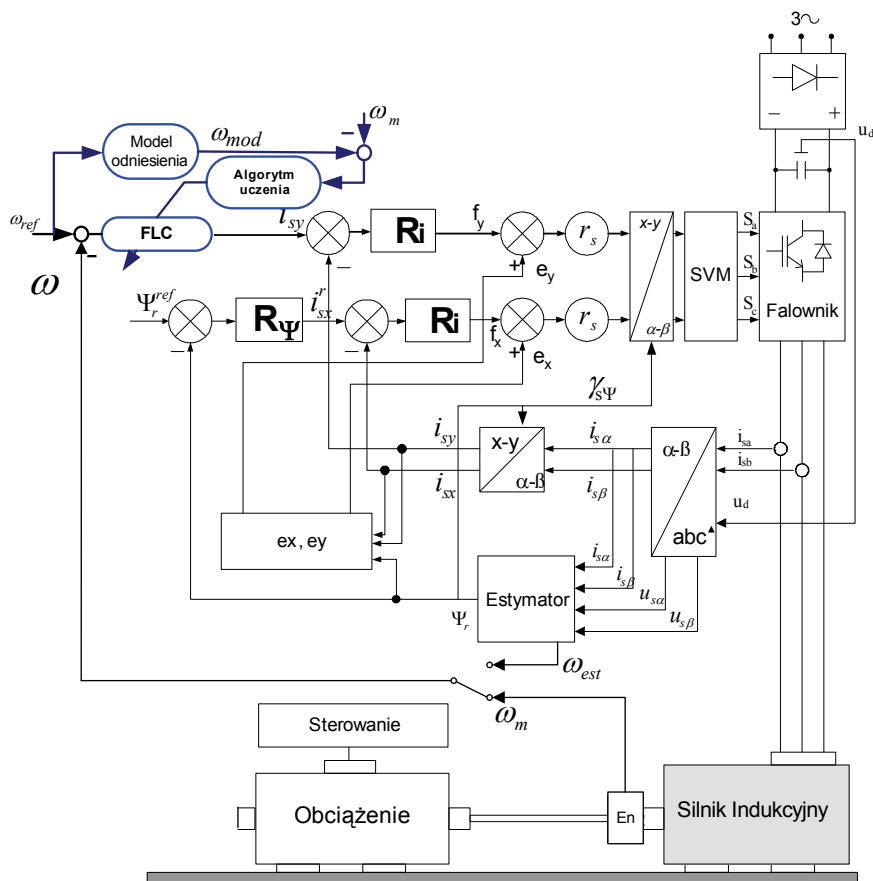 3~
− +
u_d
ω_m
−
Model odniesienia
ω_mod
Algorytm uczenia
ω_ref
FLC
i_sy
Ri
f_y
r_s
x-y
α-β
SVM
S_a
S_b
S_c
Falownik
−
ω
−
+
e_y
Ψ_r^ref
R_Ψ
i_sx^r
Ri
f_x
r_s
−
−
+
e_x
γ_sΨ
i_sy
x-y
α-ß
i_sα
α-ß
abc
i_sa
i_sb
i_sx
i_sβ
u_d
ex, ey
i_sα
i_sβ
Estymator
u_sα
u_sβ
Ψ_r
ω_est
ω_m
Sterowanie
Obciążenie
En
Silnik Indukcyjny